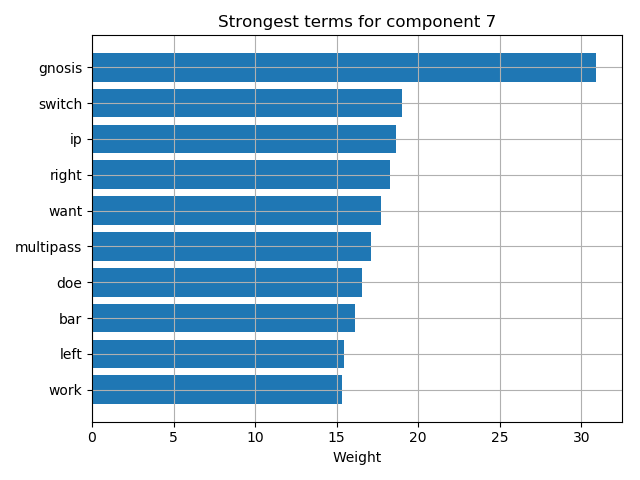 Strongest terms for component 7
gnosis
switch
ip
right
want
multipass
doe
bar
left
work
0 5 10 15 20 25 30
Weight